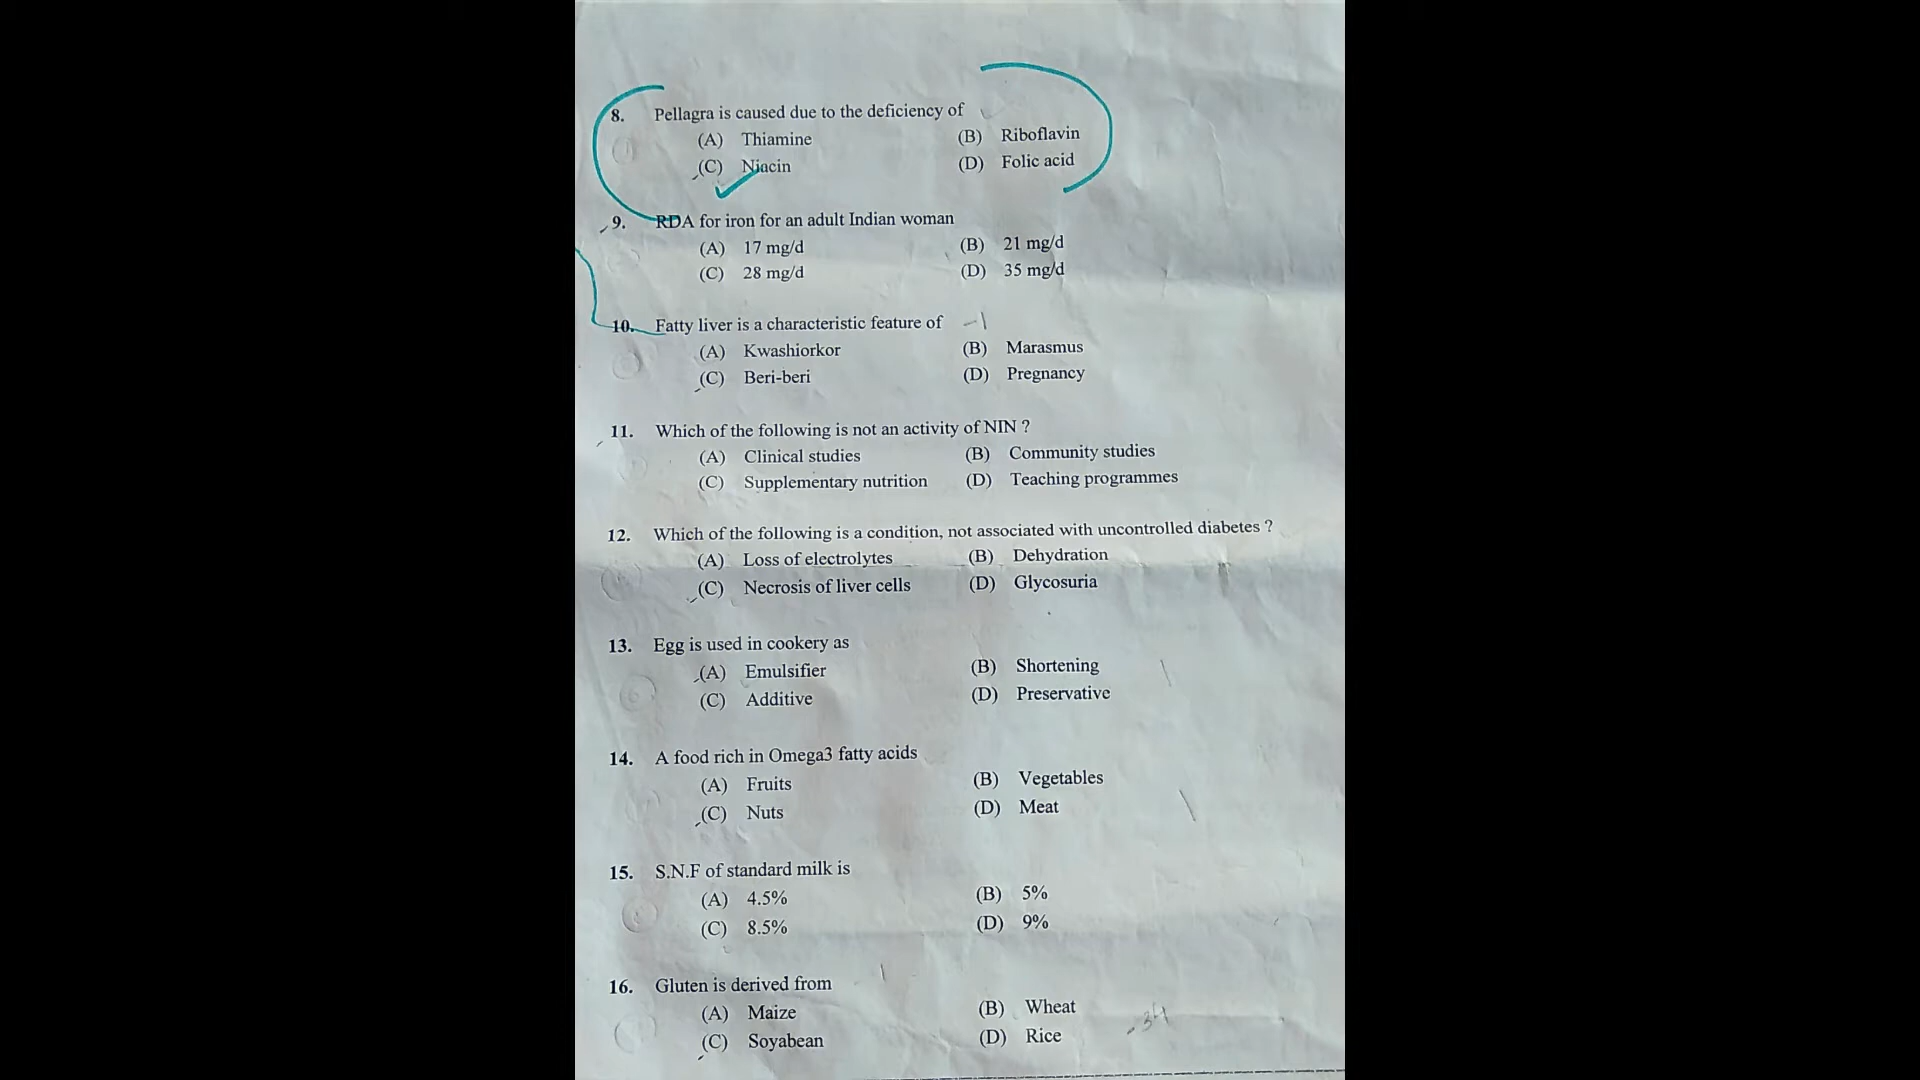 8. Pellagra is caused due to the deficiency of
(A) Thiamine (B) Riboflavin
(C) Niacin (D) Folic acid
9. RDA for iron for an adult Indian woman
(A) 17 mg/d (B) 21 mg/d
(C) 28 mg/d (D) 35 mg/d
10. Fatty liver is a characteristic feature of -1
(A) Kwashiorkor (B) Marasmus
(C) Beri-beri (D) Pregnancy
11. Which of the following is not an activity of NIN ?
(A) Clinical studies (B) Community studies
(C) Supplementary nutrition (D) Teaching programmes
12. Which of the following is a condition, not associated with uncontrolled diabetes ?
(A) Loss of electrolytes (B) Dehydration
(C) Necrosis of liver cells (D) Glycosuria
13. Egg is used in cookery as
(A) Emulsifier (B) Shortening
(C) Additive (D) Preservative
14. A food rich in Omega3 fatty acids
(A) Fruits (B) Vegetables
(C) Nuts (D) Meat
15. S.N.F of standard milk is
(A) 4.5% (B) 5%
(C) 8.5% (D) 9%
16. Gluten is derived from
(A) Maize (B) Wheat
(C) Soyabean (D) Rice